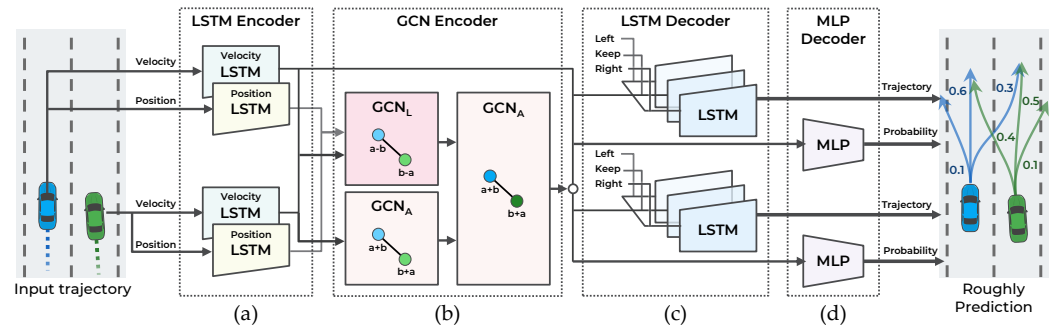 LSTM Encoder
GCN Encoder
LSTM Decoder
MLP
Decoder
Velocity
Velocity
LSTM
Position
Position
LSTM
Velocity
Velocity
LSTM
Position
Position
LSTM
Input trajectory
GCN_L
a-b
b-a
GCN_A
a+b
b+a
GCN_A
a+b
b+a
Left
Keep
Right
LSTM
Left
Keep
Right
LSTM
MLP
MLP
Trajectory
Probability
Trajectory
Probability
0.6
0.3
0.5
0.4
0.1
0.1
Roughly
Prediction
(a)
(b)
(c)
(d)